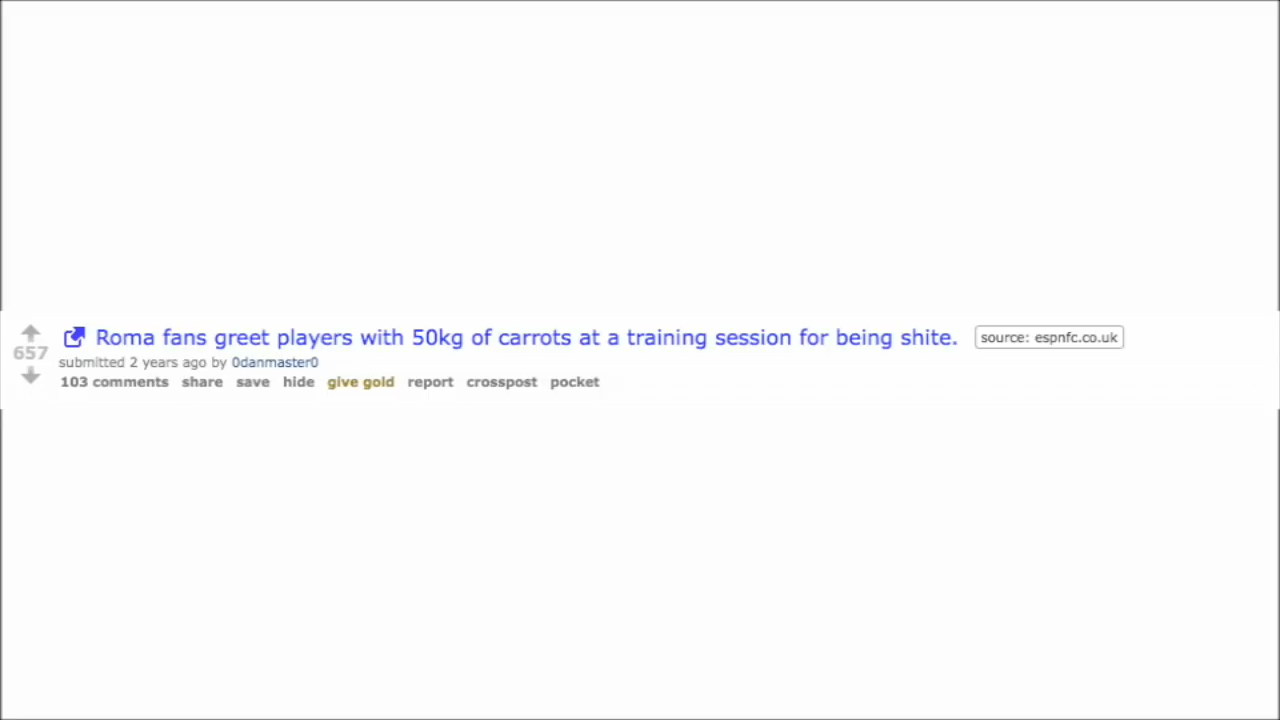 Roma fans greet players with 50kg of carrots at a training session for being shite. source: espnfc.co.uk
657
submitted 2 years ago by 0danmaster0
103 comments share save hide give gold report crosspost pocket